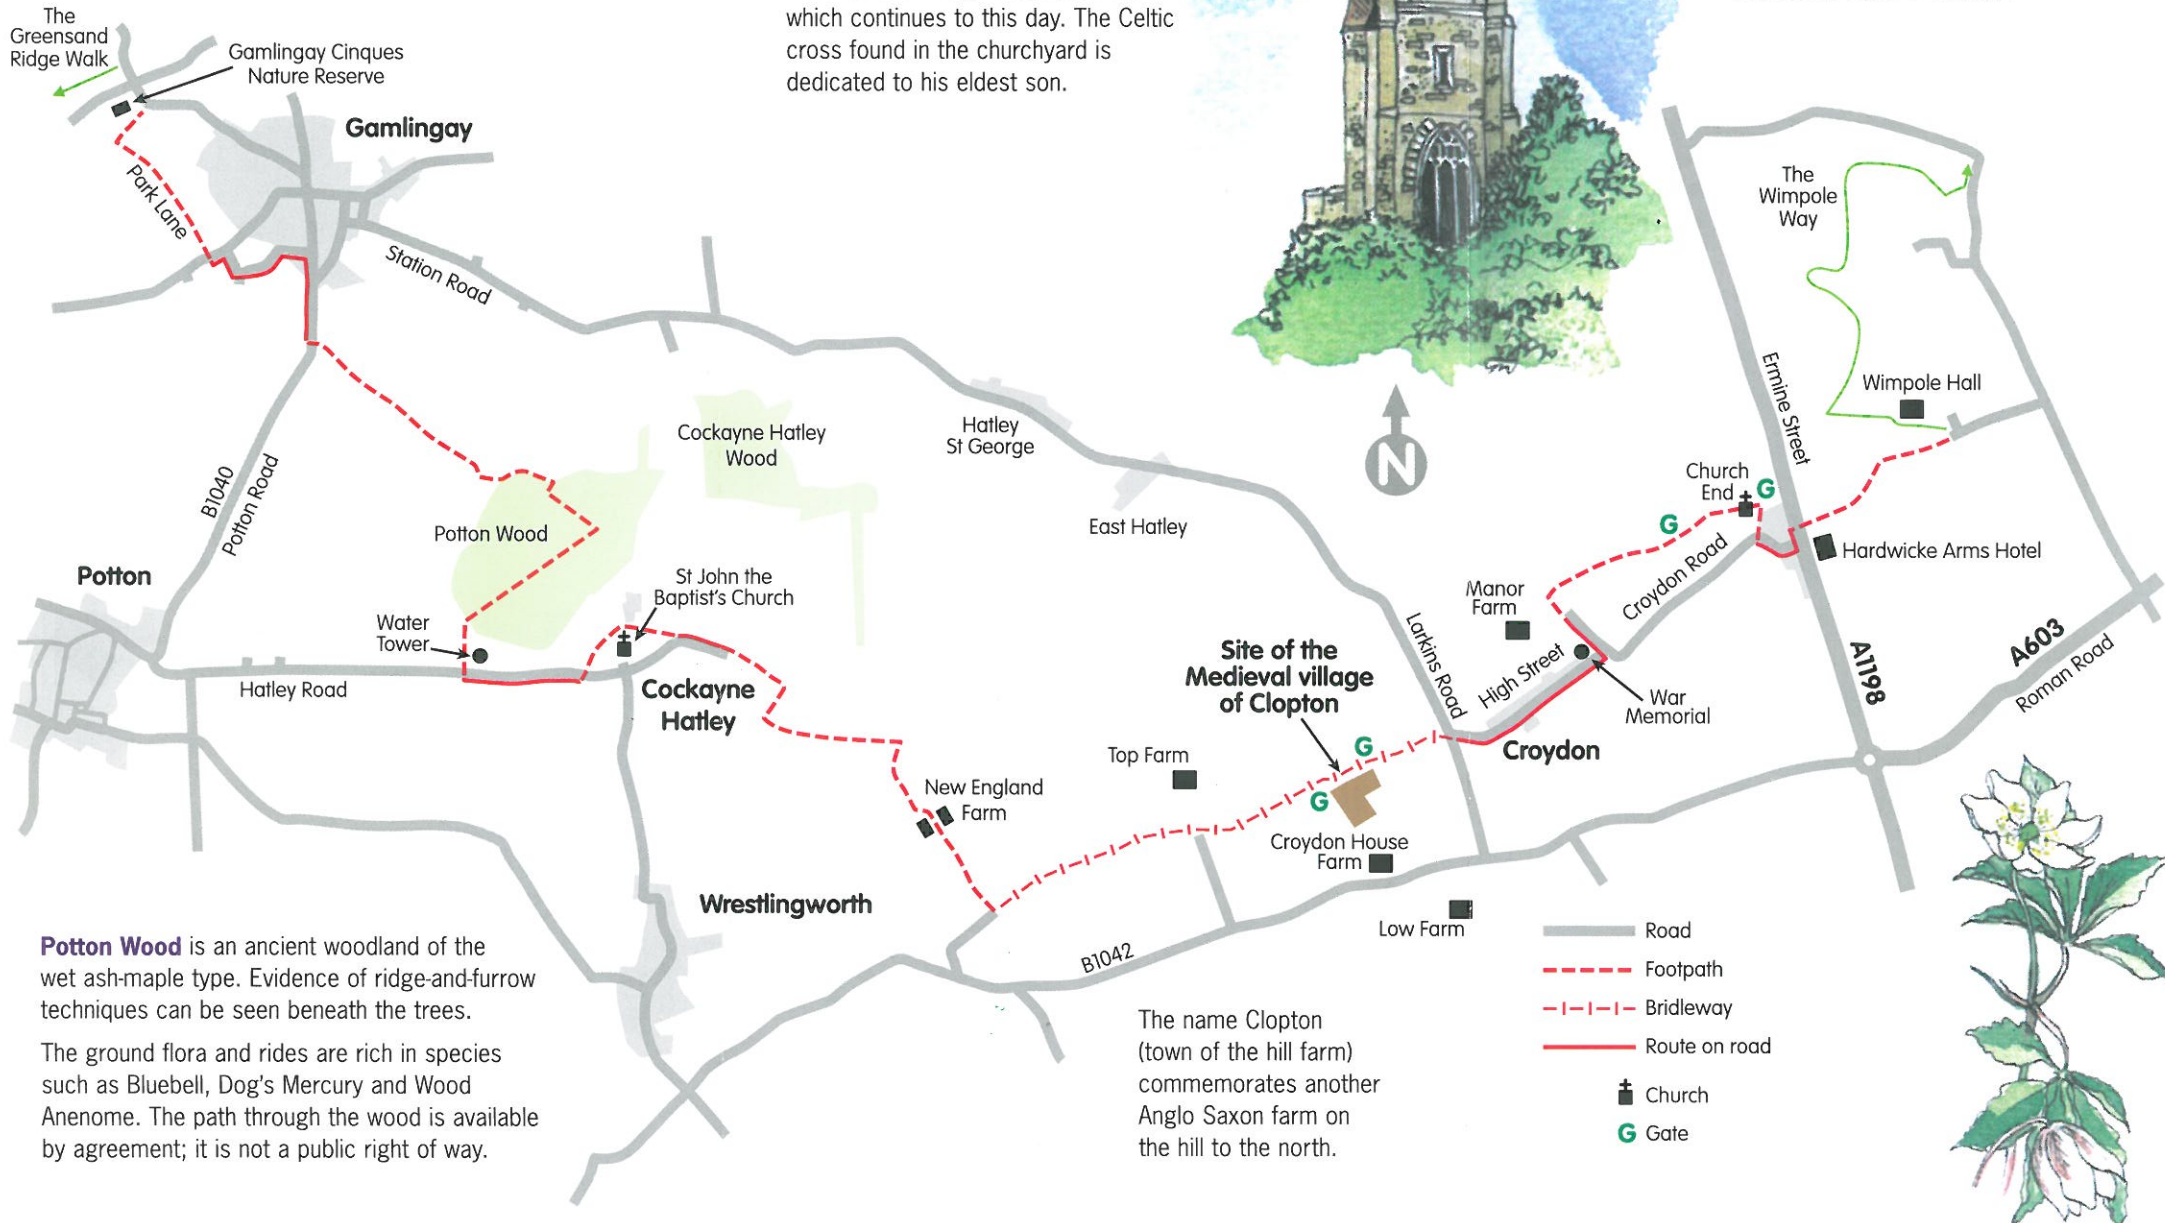 which continues to this day. The Celtic
cross found in the churchyard is
dedicated to his eldest son.
The
Greensand
Ridge Walk
Gamlingay Cinques
Nature Reserve
Gamlingay
Park Lane
Station Road
The
Wimpole
Way
Ermine Street
Wimpole Hall
Cockayne Hatley
Wood
Hatley
St George
N
East Hatley
Church
End
G
G
Croydon Road
Hardwicke Arms Hotel
B1040
Potton Road
Potton Wood
Potton
St John the
Baptist's Church
Water
Tower
Manor
Farm
Larkins Road
Site of the
Medieval village
of Clopton
High Street
War
Memorial
A1198
A603
Roman Road
Hatley Road
Cockayne
Hatley
Croydon
Top Farm
G
G
New England
Farm
Croydon House
Farm
Wrestlingworth
Low Farm
B1042
Potton Wood is an ancient woodland of the
wet ash-maple type. Evidence of ridge-and-furrow
techniques can be seen beneath the trees.
The ground flora and rides are rich in species
such as Bluebell, Dog's Mercury and Wood
Anenome. The path through the wood is available
by agreement; it is not a public right of way.
The name Clopton
(town of the hill farm)
commemorates another
Anglo Saxon farm on
the hill to the north.
Road
Footpath
Bridleway
Route on road
Church
G Gate